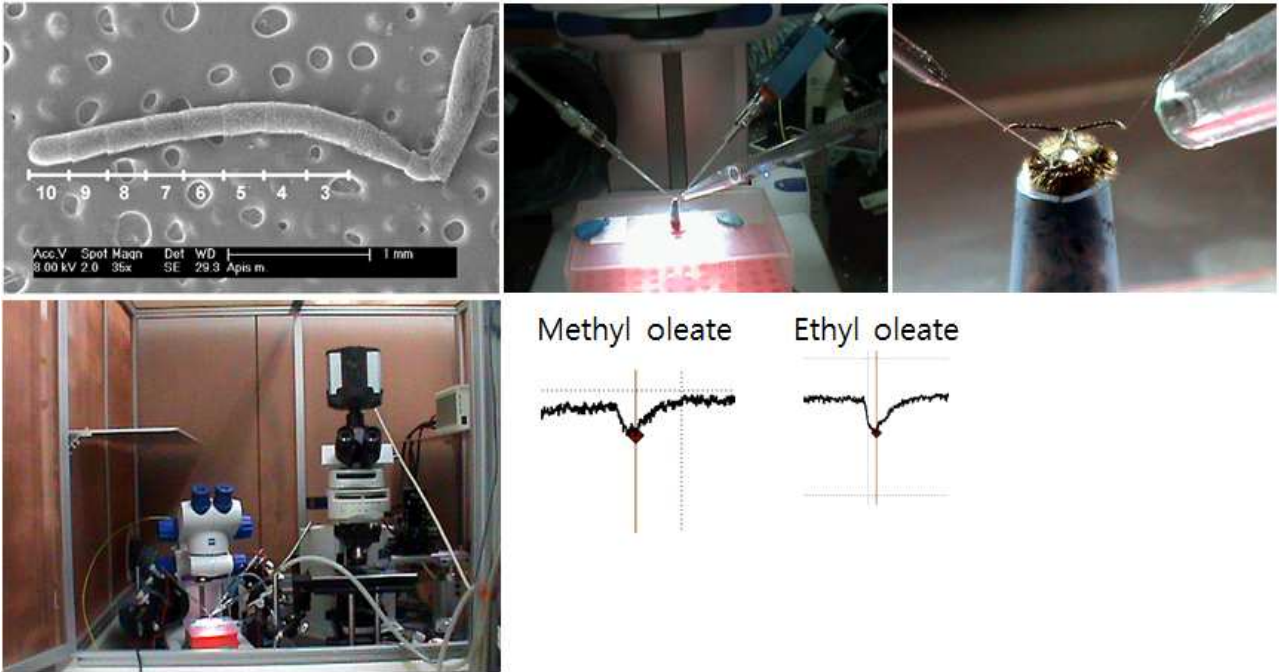 10 9 8 7 6 5 4 3
Acc.V Spot Magn Det WD 1 mm
8.00 kV 2.0 35x SE 29.3 Apis m.
Methyl oleate Ethyl oleate